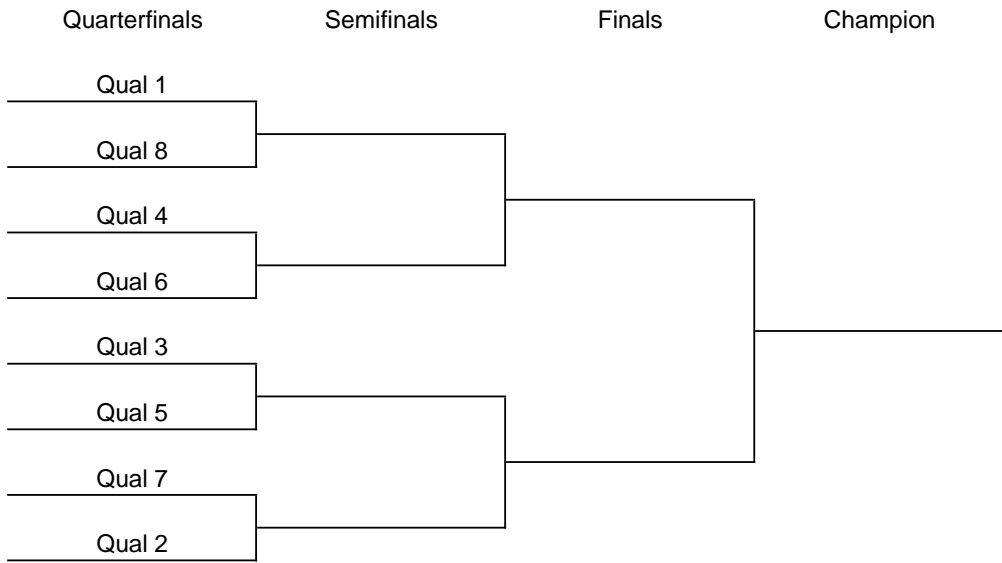 Quarterfinals Semifinals Finals Champion
Qual 1
Qual 8
Qual 4
Qual 6
Qual 3
Qual 5
Qual 7
Qual 2